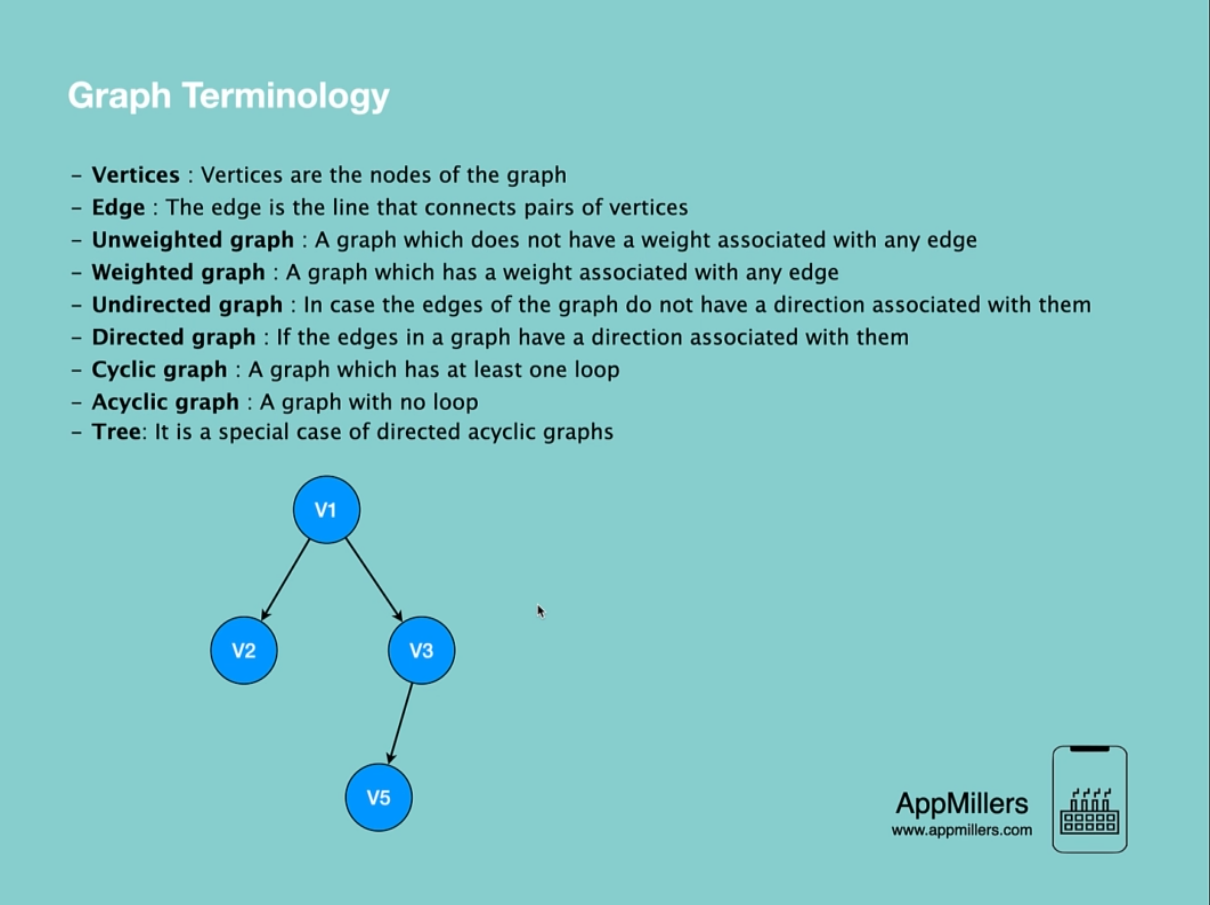 Graph Terminology
– Vertices : Vertices are the nodes of the graph
– Edge : The edge is the line that connects pairs of vertices
– Unweighted graph : A graph which does not have a weight associated with any edge
– Weighted graph : A graph which has a weight associated with any edge
– Undirected graph : In case the edges of the graph do not have a direction associated with them
– Directed graph : If the edges in a graph have a direction associated with them
– Cyclic graph : A graph which has at least one loop
– Acyclic graph : A graph with no loop
– Tree: It is a special case of directed acyclic graphs
V1
V2
V3
V5
AppMillers
www.appmillers.com